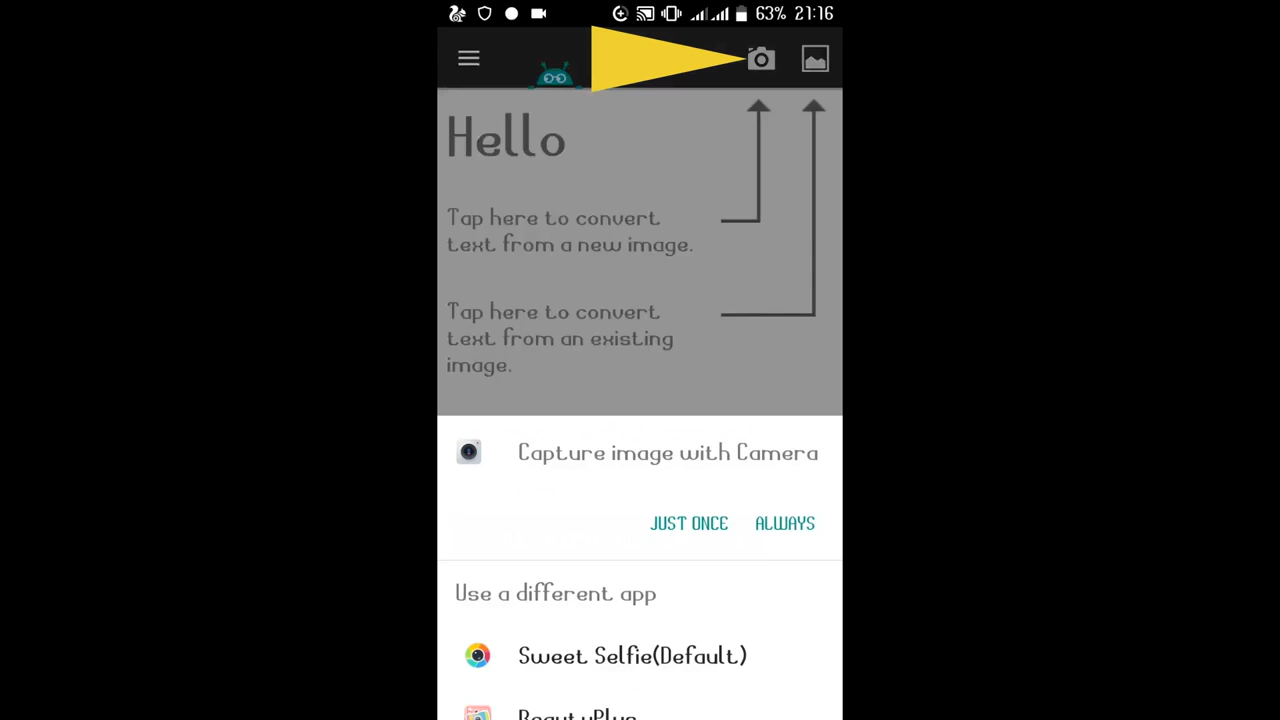 63% 21:16
Hello
Tap here to convert
text from a new image.
Tap here to convert
text from an existing
image.
Capture image with Camera
JUST ONCE ALWAYS
Use a different app
Sweet Selfie(Default)
BeautyPlus